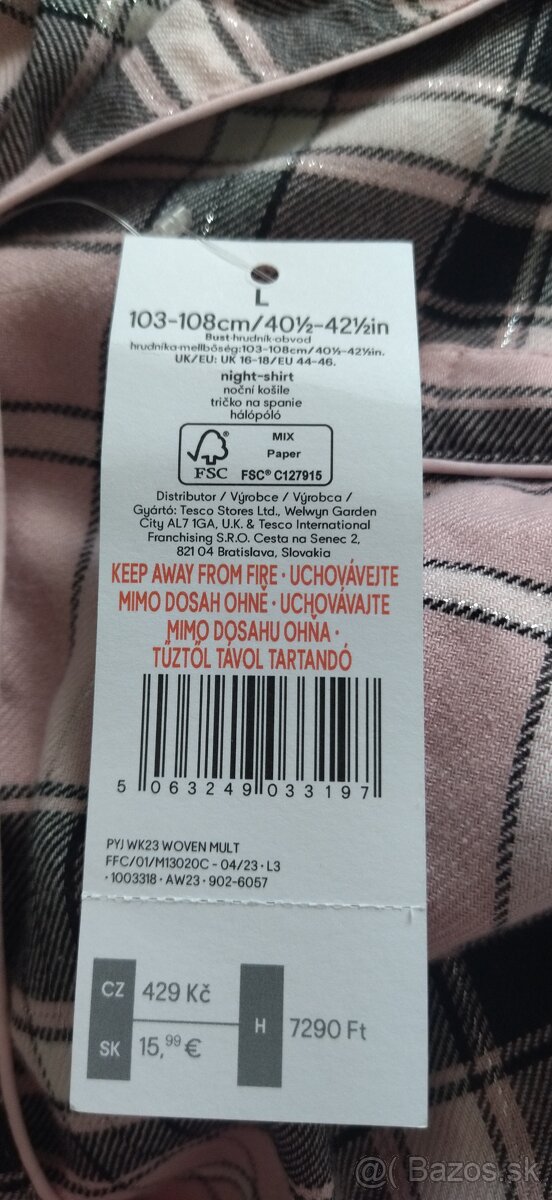 L
103-108cm/40½-42½in
Bust·hrudník·obvod
hrudníka·mellbőség:103-108cm/40½-42½in.
UK/EU: UK 16-18/EU 44-46.
night-shirt
noční košile
tričko na spanie
hálópóló
FSC®
MIX
Paper
FSC® C127915
Distributor / Výrobce / Výrobca /
Gyártó: Tesco Stores Ltd., Welwyn Garden
City AL7 1GA, U.K. & Tesco International
Franchising S.R.O. Cesta na Senec 2,
821 04 Bratislava, Slovakia
KEEP AWAY FROM FIRE · UCHOVÁVEJTE
MIMO DOSAH OHNĚ · UCHOVÁVAJTE
MIMO DOSAHU OHŇA ·
TŰZTŐL TÁVOL TARTANDÓ
5 063249 033197
PYJ WK23 WOVEN MULT
FFC/01/M13020C - 04/23 · L3
· 1003318 · AW23 · 902-6057
CZ 429 Kč
SK 15,99 €
H 7290 Ft
@( Bazos.sk